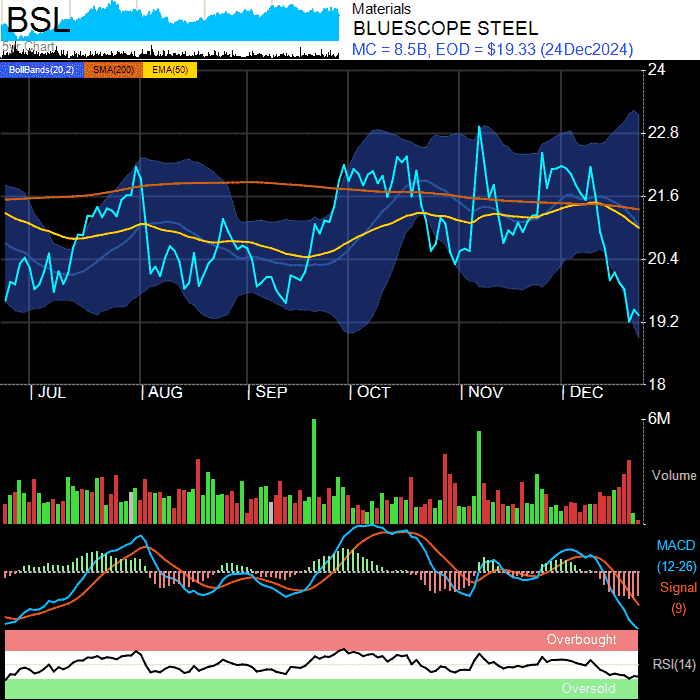 BSL
Materials
BLUESCOPE STEEL
MC = 8.5B, EOD = $19.33 (24Dec2024)
BollBands(20,2) SMA(200) EMA(50)
24
22.8
21.6
20.4
19.2
18
JUL AUG SEP OCT NOV DEC
6M
Volume
MACD
(12-26)
Signal
(9)
Overbought
RSI(14)
Oversold